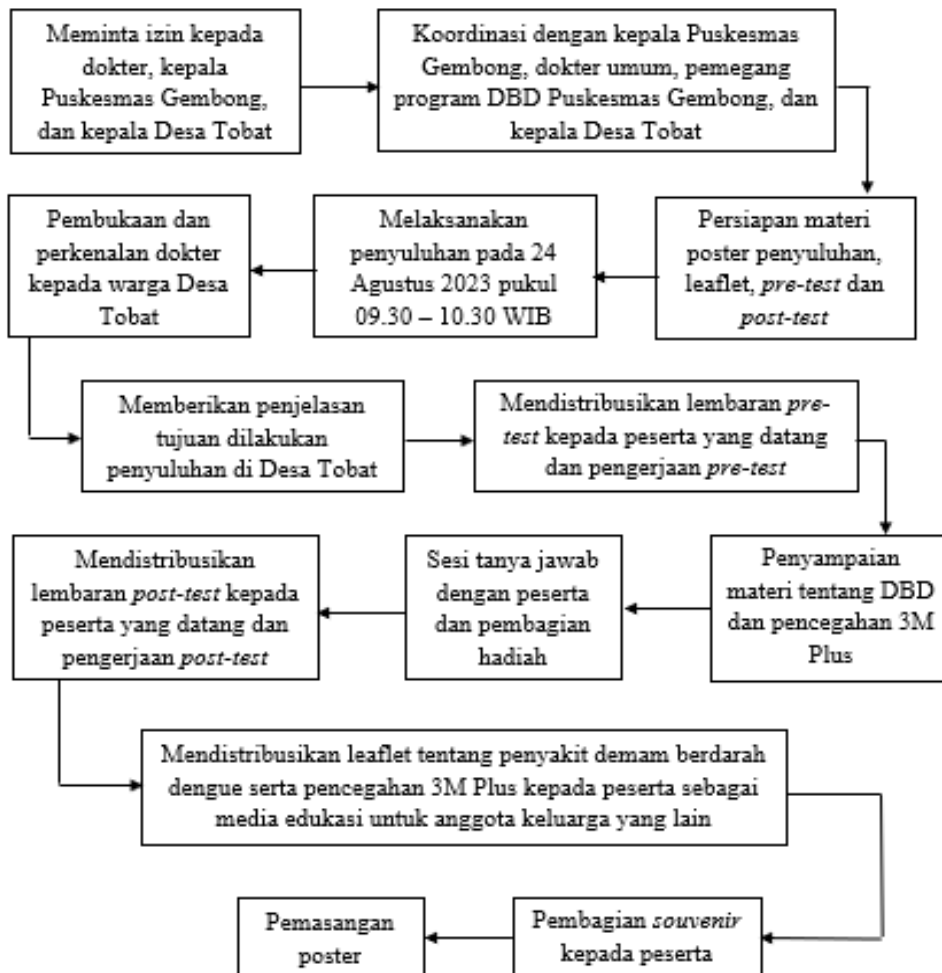 Meminta izin kepada
dokter, kepala
Puskesmas Gembong,
dan kepala Desa Tobat
Koordinasi dengan kepala Puskesmas
Gembong, dokter umum, pemegang
program DBD Puskesmas Gembong, dan
kepala Desa Tobat
Persiapan materi
poster penyuluhan,
leaflet, pre-test dan
post-test
Melaksanakan
penyuluhan pada 24
Agustus 2023 pukul
09.30 – 10.30 WIB
Pembukaan dan
perkenalan dokter
kepada warga Desa
Tobat
Memberikan penjelasan
tujuan dilakukan
penyuluhan di Desa Tobat
Mendistribusikan lembaran pre-
test kepada peserta yang datang
dan pengerjaan pre-test
Penyampaian
materi tentang DBD
dan pencegahan 3M
Plus
Sesi tanya jawab
dengan peserta
dan pembagian
hadiah
Mendistribusikan
lembaran post-test kepada
peserta yang datang dan
pengerjaan post-test
Mendistribusikan leaflet tentang penyakit demam berdarah
dengue serta pencegahan 3M Plus kepada peserta sebagai
media edukasi untuk anggota keluarga yang lain
Pembagian souvenir
kepada peserta
Pemasangan
poster